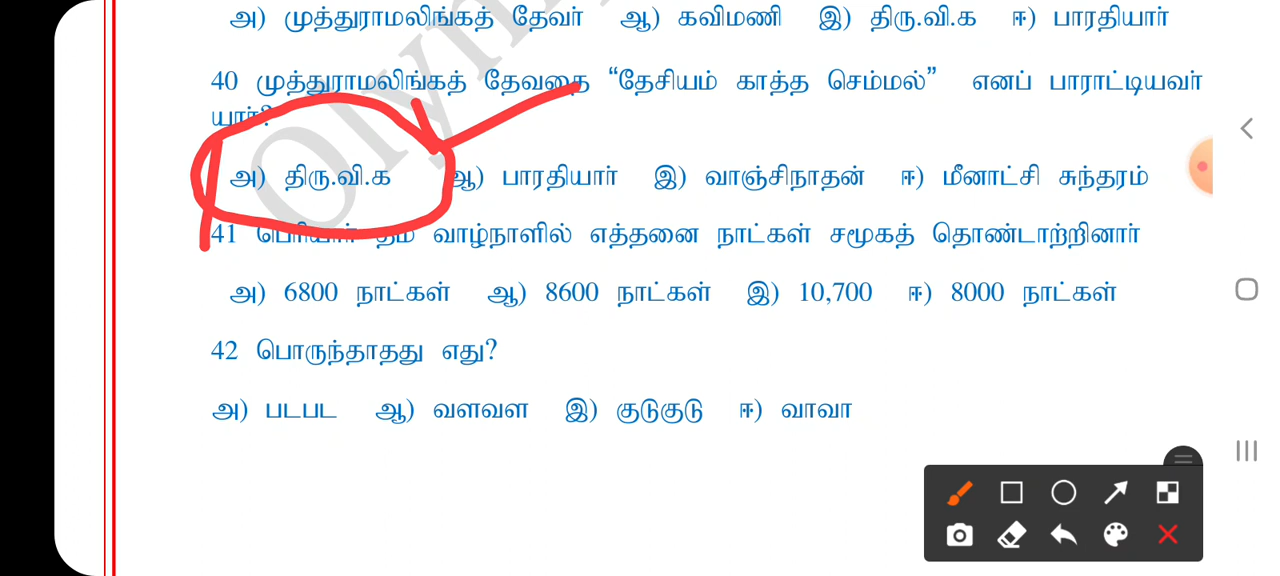 அ) முத்துராமலிங்கத் தேவர் ஆ) கவிமணி இ) திரு.வி.க ஈ) பாரதியார்
40 முத்துராமலிங்கத் தேவதை “தேசியம் காத்த செம்மல்” எனப் பாராட்டியவர்
யார்?
அ) திரு.வி.க ஆ) பாரதியார் இ) வாஞ்சிநாதன் ஈ) மீனாட்சி சுந்தரம்
41 பெரியார் தம் வாழ்நாளில் எத்தனை நாட்கள் சமூகத் தொண்டாற்றினார்
அ) 6800 நாட்கள் ஆ) 8600 நாட்கள் இ) 10,700 ஈ) 8000 நாட்கள்
42 பொருந்தாதது எது?
அ) படபட ஆ) வளவள இ) குடுகுடு ஈ) வாவா